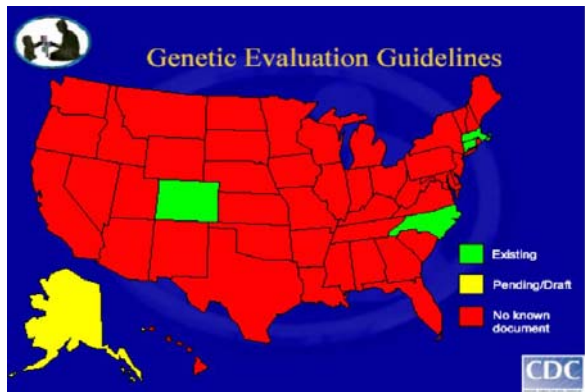 Genetic Evaluation Guidelines
Existing
Pending/Draft
No known
document
CDC